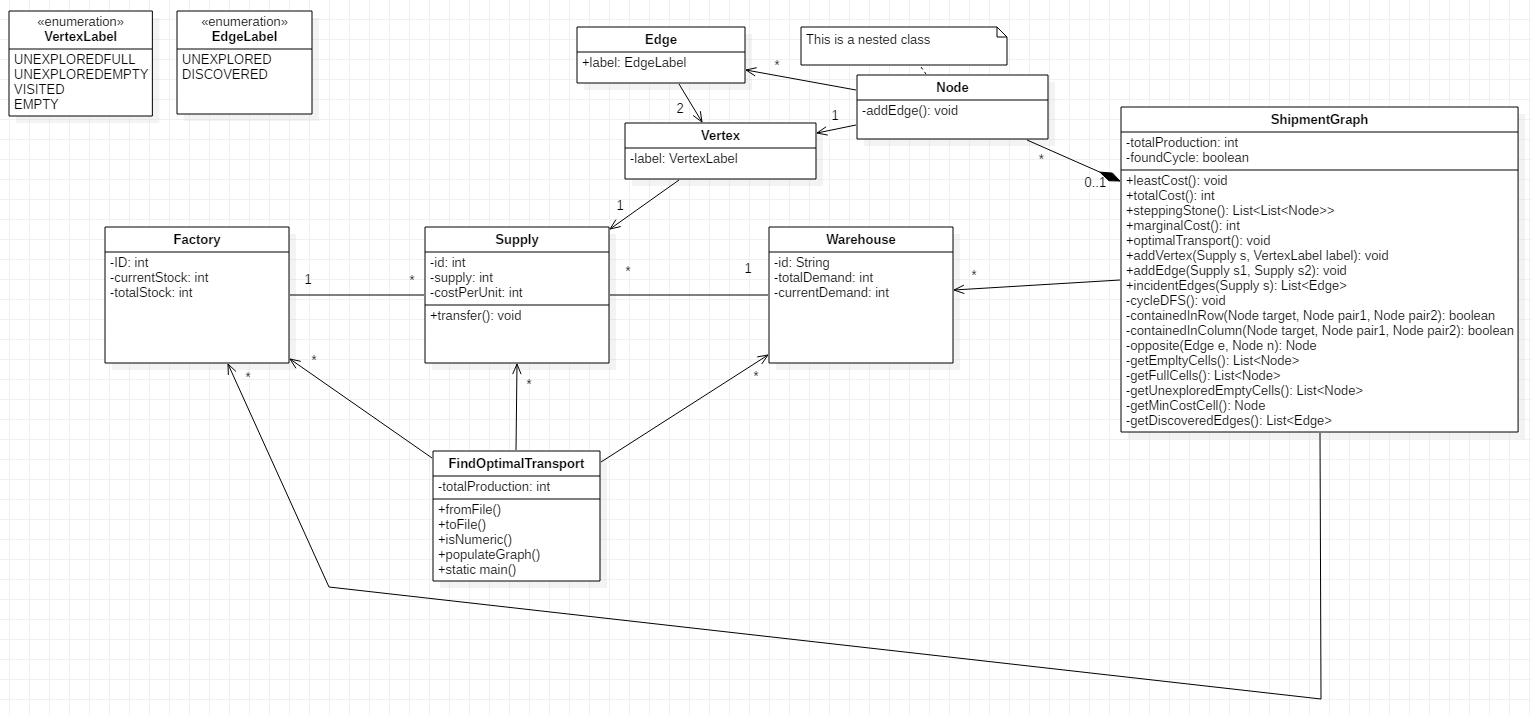 «enumeration»
VertexLabel
UNEXPLOREDFULL
UNEXPLOREDEMPTY
VISITED
EMPTY
«enumeration»
EdgeLabel
UNEXPLORED
DISCOVERED
Edge
+label: EdgeLabel
This is a nested class
*
Node
-addEdge(): void
2
1
Vertex
-label: VertexLabel
*
0..1
ShipmentGraph
-totalProduction: int
-foundCycle: boolean
+leastCost(): void
+totalCost(): int
+steppingStone(): List<List<Node>>
+marginalCost(): int
+optimalTransport(): void
+addVertex(Supply s, VertexLabel label): void
+addEdge(Supply s1, Supply s2): void
+incidentEdges(Supply s): List<Edge>
-cycleDFS(): void
-containedInRow(Node target, Node pair1, Node pair2): boolean
-containedInColumn(Node target, Node pair1, Node pair2): boolean
-opposite(Edge e, Node n): Node
-getEmpltyCells(): List<Node>
-getFullCells(): List<Node>
-getUnexploredEmptyCells(): List<Node>
-getMinCostCell(): Node
-getDiscoveredEdges(): List<Edge>
1
Factory
-ID: int
-currentStock: int
-totalStock: int
1
*
Supply
-id: int
-supply: int
-costPerUnit: int
+transfer(): void
*
1
Warehouse
-id: String
-totalDemand: int
-currentDemand: int
*
*
*
*
*
FindOptimalTransport
-totalProduction: int
+fromFile()
+toFile()
+isNumeric()
+populateGraph()
+static main()